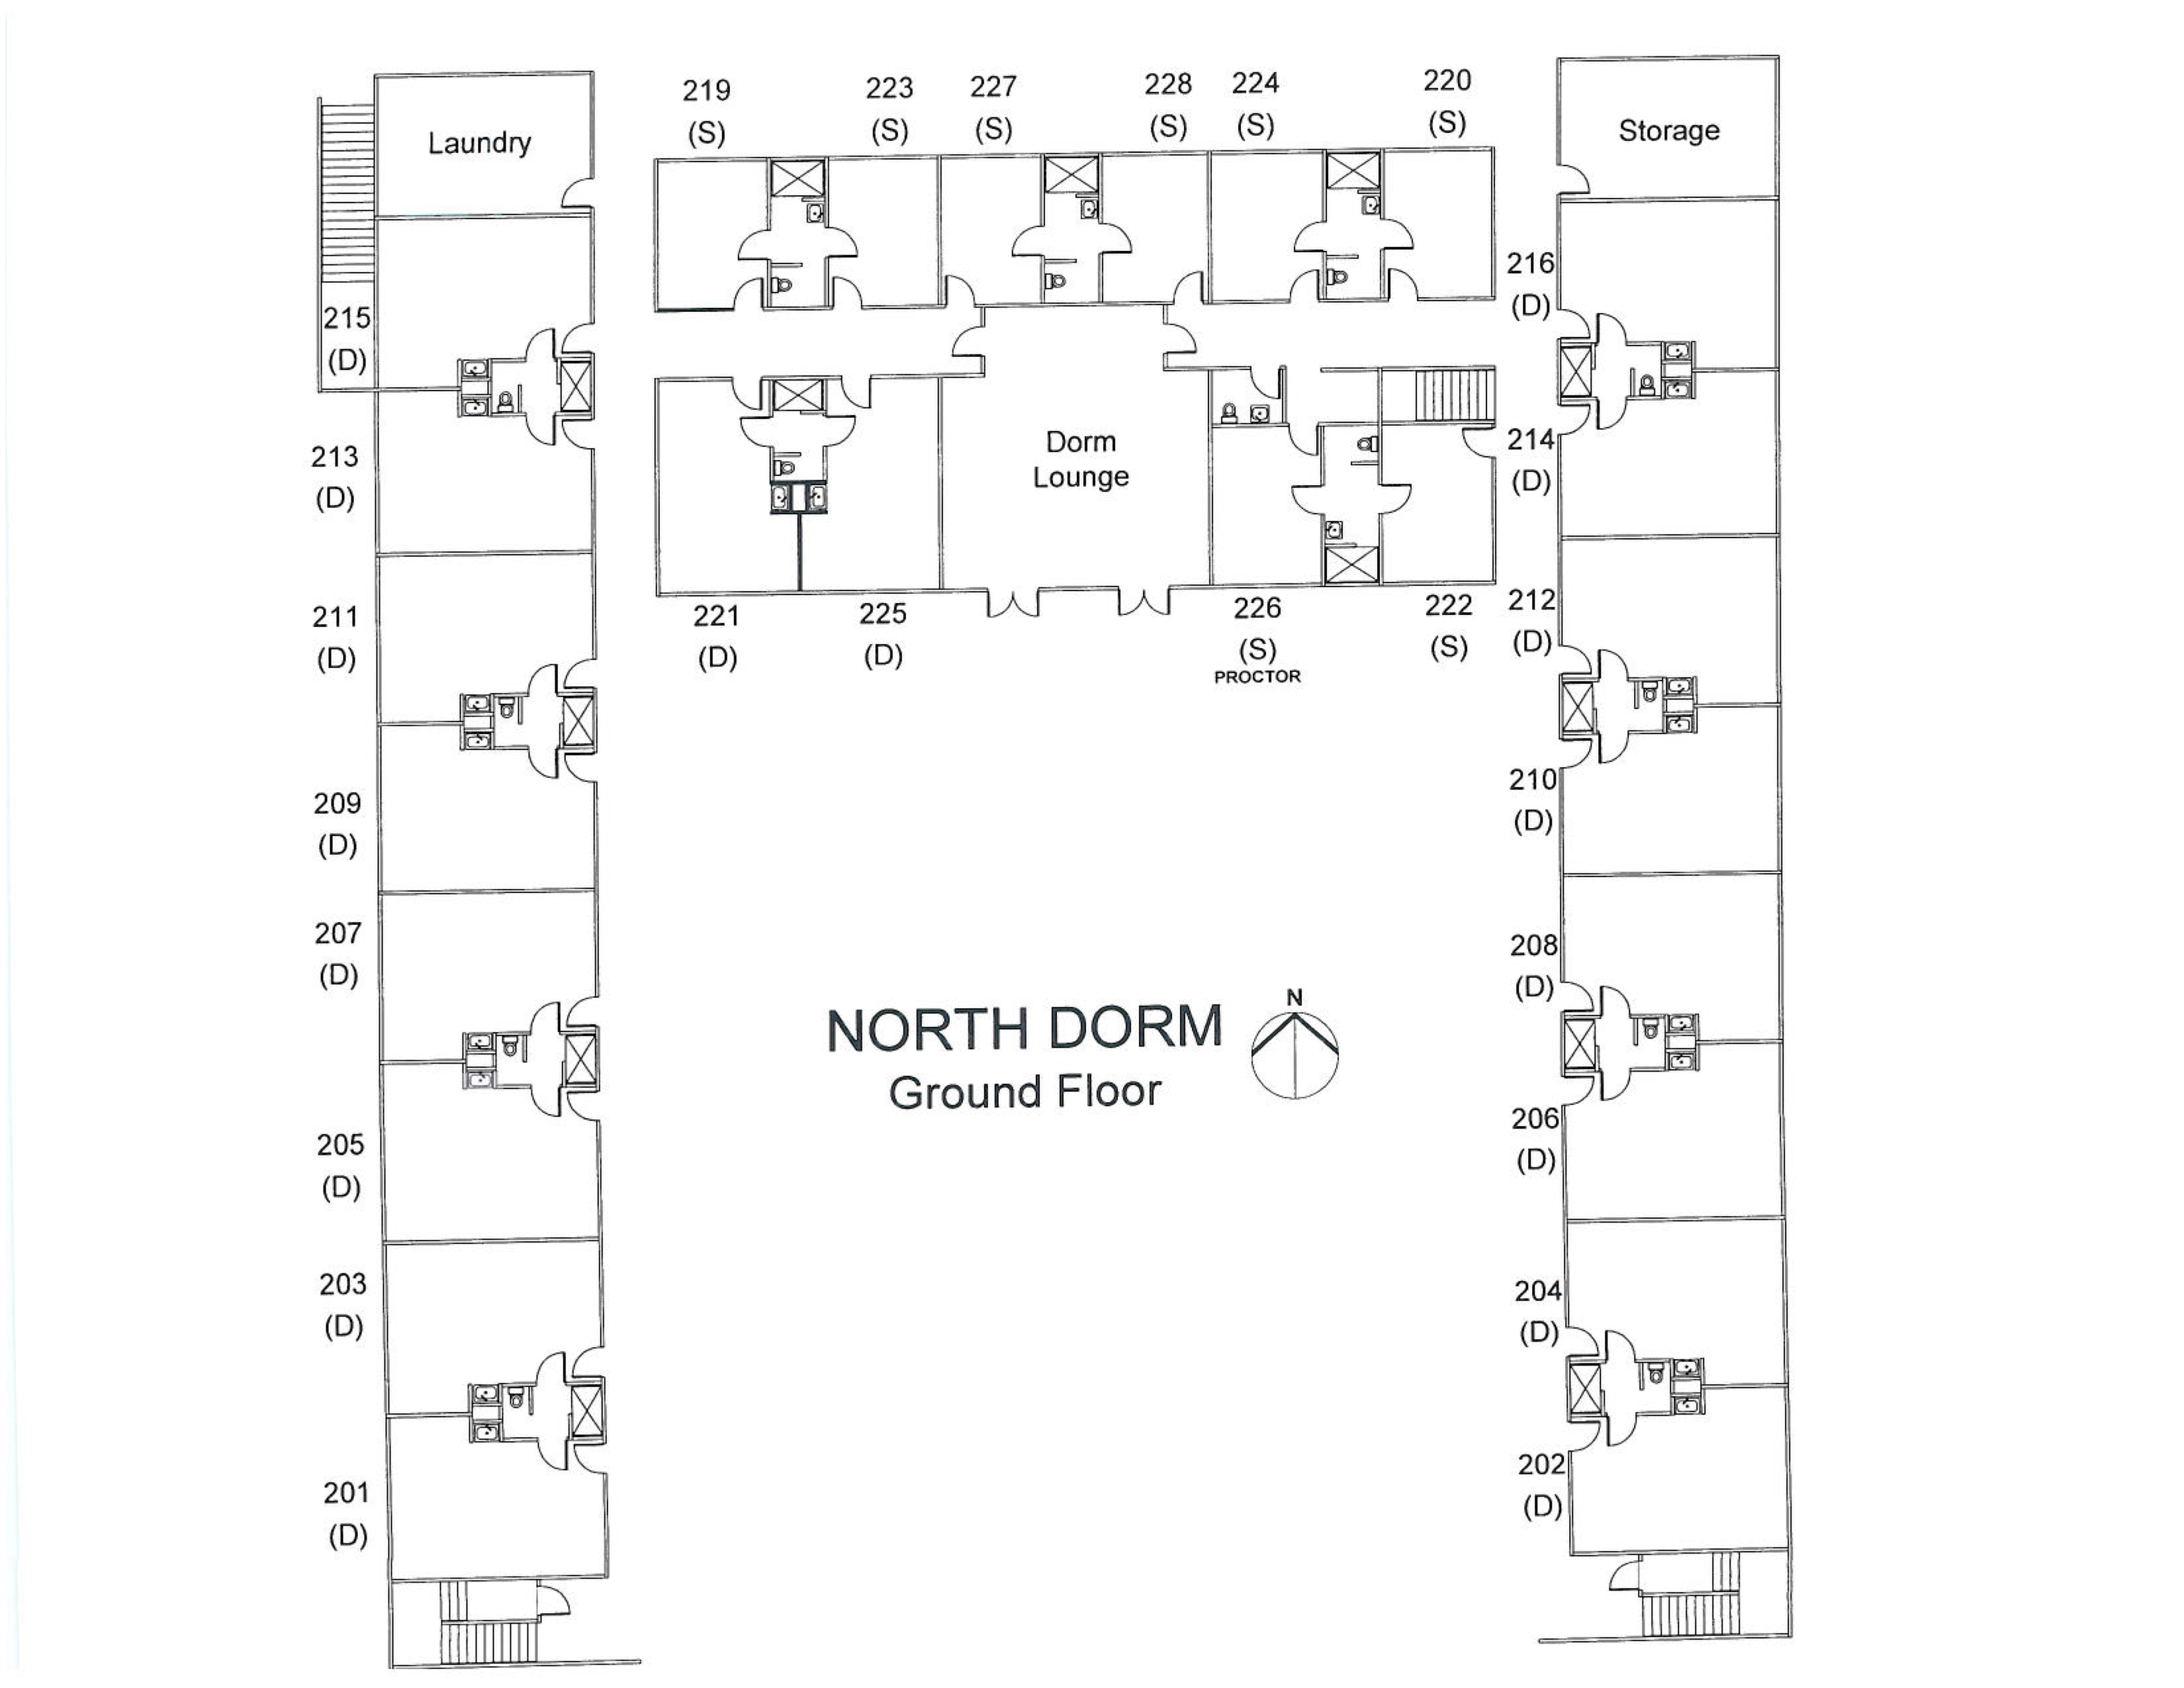 Laundry
219
(S)
223
(S)
227
(S)
228
(S)
224
(S)
220
(S)
Storage
215
(D)
213
(D)
211
(D)
209
(D)
207
(D)
205
(D)
203
(D)
201
(D)
Dorm
Lounge
221
(D)
225
(D)
226
(S)
PROCTOR
222
(S)
216
(D)
214
(D)
212
(D)
210
(D)
208
(D)
206
(D)
204
(D)
202
(D)
NORTH DORM
Ground Floor
N